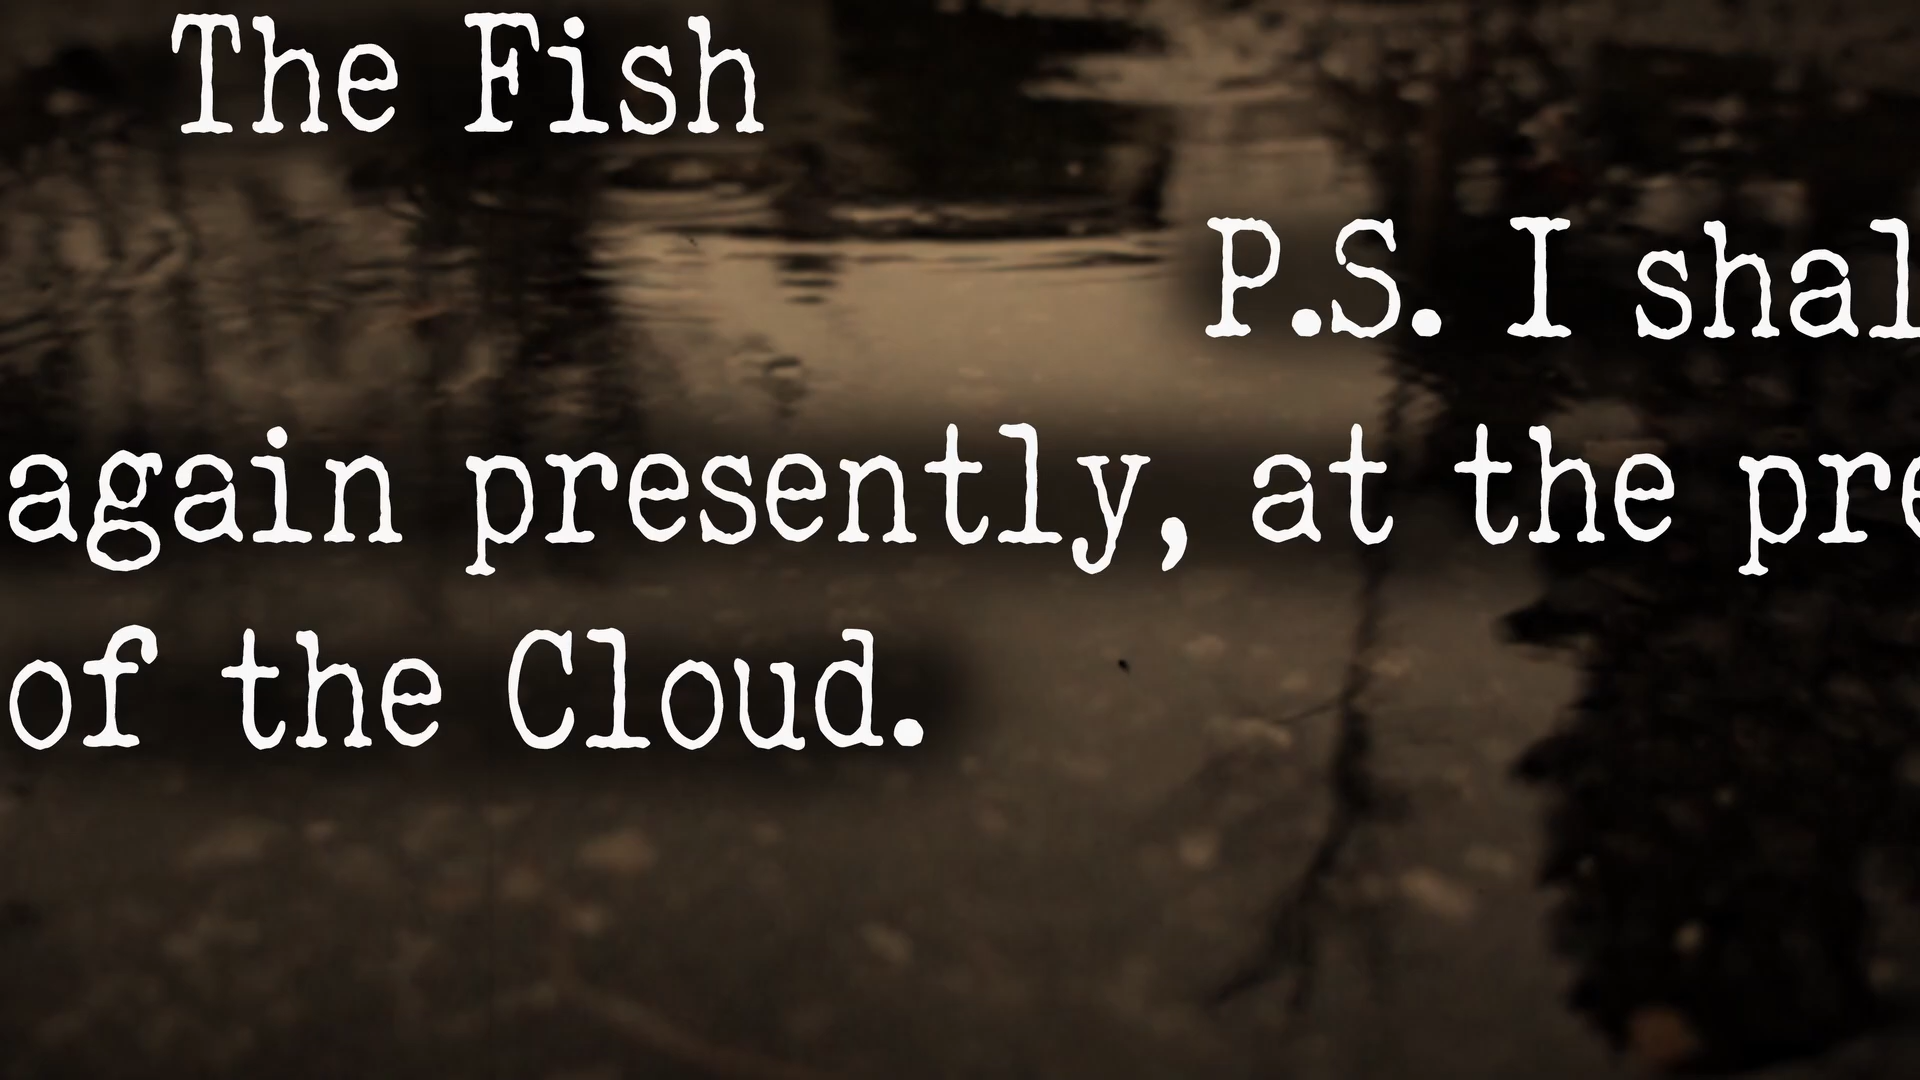 The Fish
P.S. I shal
again presently, at the pre
of the Cloud.